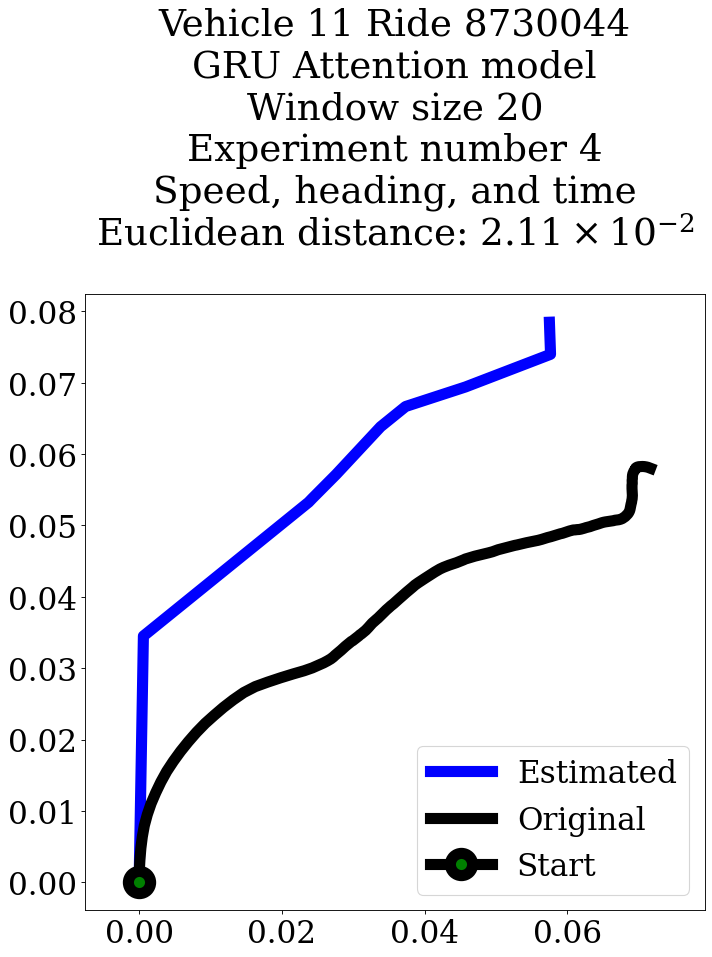 Vehicle 11 Ride 8730044
GRU Attention model
Window size 20
Experiment number 4
Speed, heading, and time
Euclidean distance: 2.11 × 10⁻²
0.08
0.07
0.06
0.05
0.04
0.03
0.02
0.01
0.00
Estimated
Original
Start
0.00 0.02 0.04 0.06